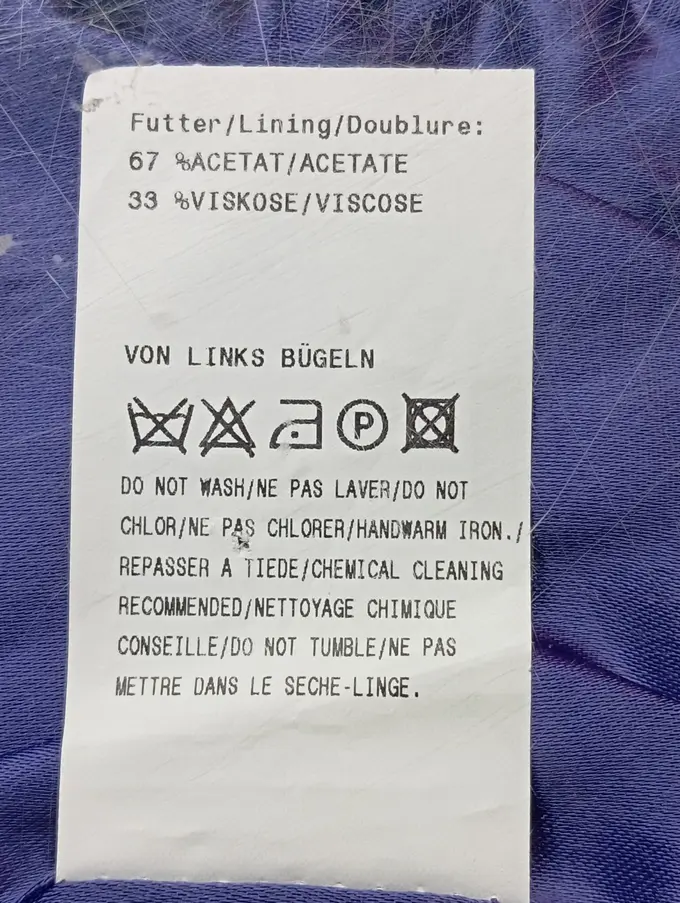 Futter/Lining/Doublure:
67 %ACETAT/ACETATE
33 %VISKOSE/VISCOSE
VON LINKS BÜGELN
P
DO NOT WASH/NE PAS LAVER/DO NOT
CHLOR/NE PAS CHLORER/HANDWARM IRON./
REPASSER A TIEDE/CHEMICAL CLEANING
RECOMMENDED/NETTOYAGE CHIMIQUE
CONSEILLE/DO NOT TUMBLE/NE PAS
METTRE DANS LE SECHE-LINGE.